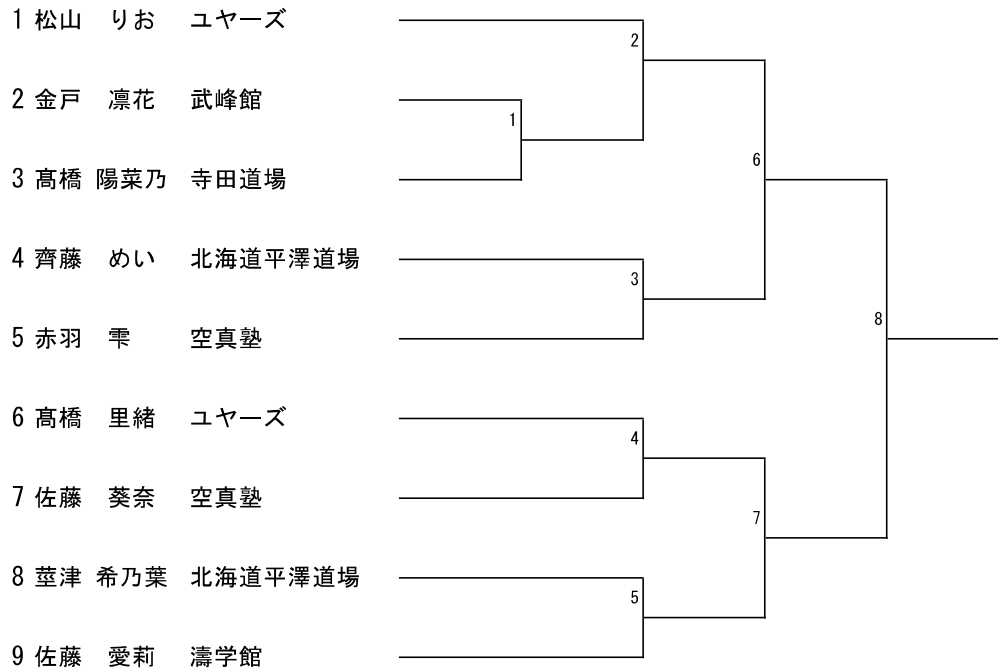 1 松山 りお ユヤーズ
2
2 金戸 凛花 武峰館
1
3 髙橋 陽菜乃 寺田道場
6
4 齊藤 めい 北海道平澤道場
3
5 赤羽 雫 空真塾
8
6 髙橋 里緒 ユヤーズ
4
7 佐藤 葵奈 空真塾
7
8 莖津 希乃葉 北海道平澤道場
5
9 佐藤 愛莉 濤学館